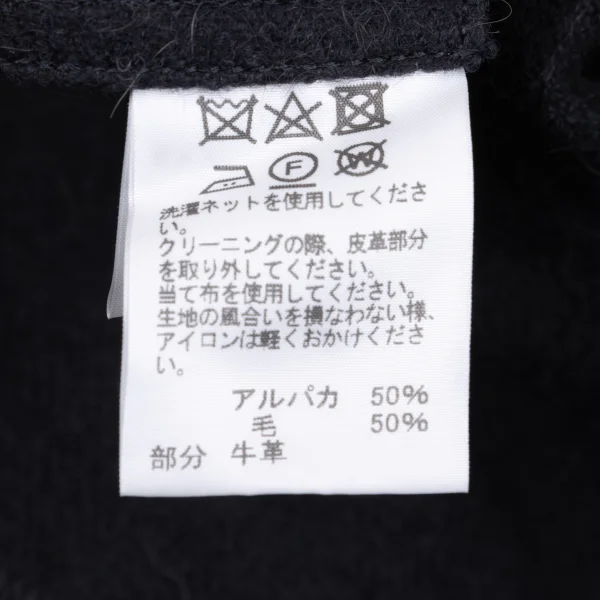 F W
洗濯ネットを使用してくださ
い。
クリーニングの際、皮革部分
を取り外してください。
当て布を使用してください。
生地の風合いを損なわない様、
アイロンは軽くおかけくださ
い。
アルパカ 50%
毛 50%
部分 牛革